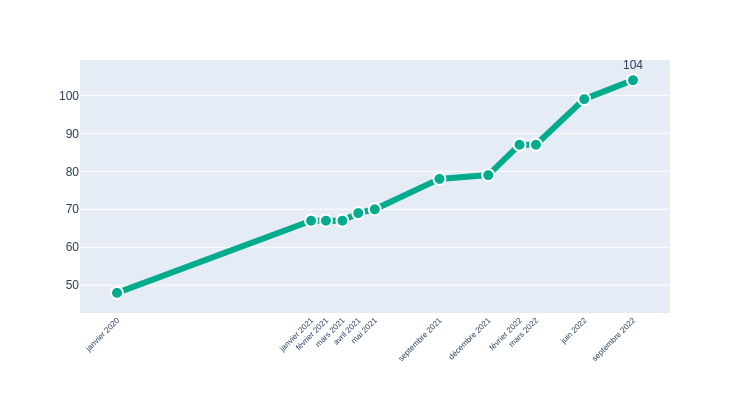 104
100
90
80
70
60
50
janvier 2020
janvier 2021
février 2021
mars 2021
avril 2021
mai 2021
septembre 2021
décembre 2021
février 2022
mars 2022
juin 2022
septembre 2022